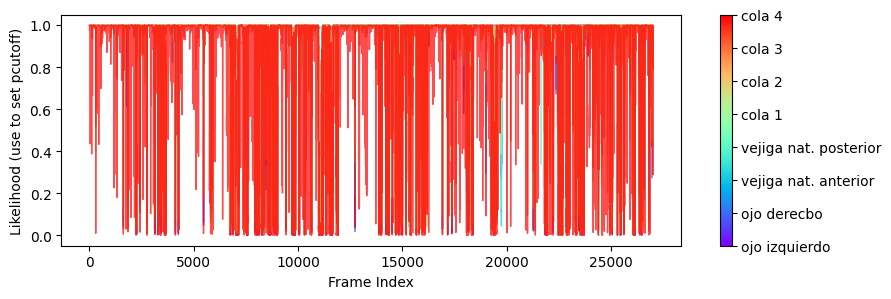 1.0
0.8
0.6
0.4
0.2
0.0
Likelihood (use to set pcutoff)
0
5000
10000
15000
20000
25000
Frame Index
cola 4
cola 3
cola 2
cola 1
vejiga nat. posterior
vejiga nat. anterior
ojo derecbo
ojo izquierdo